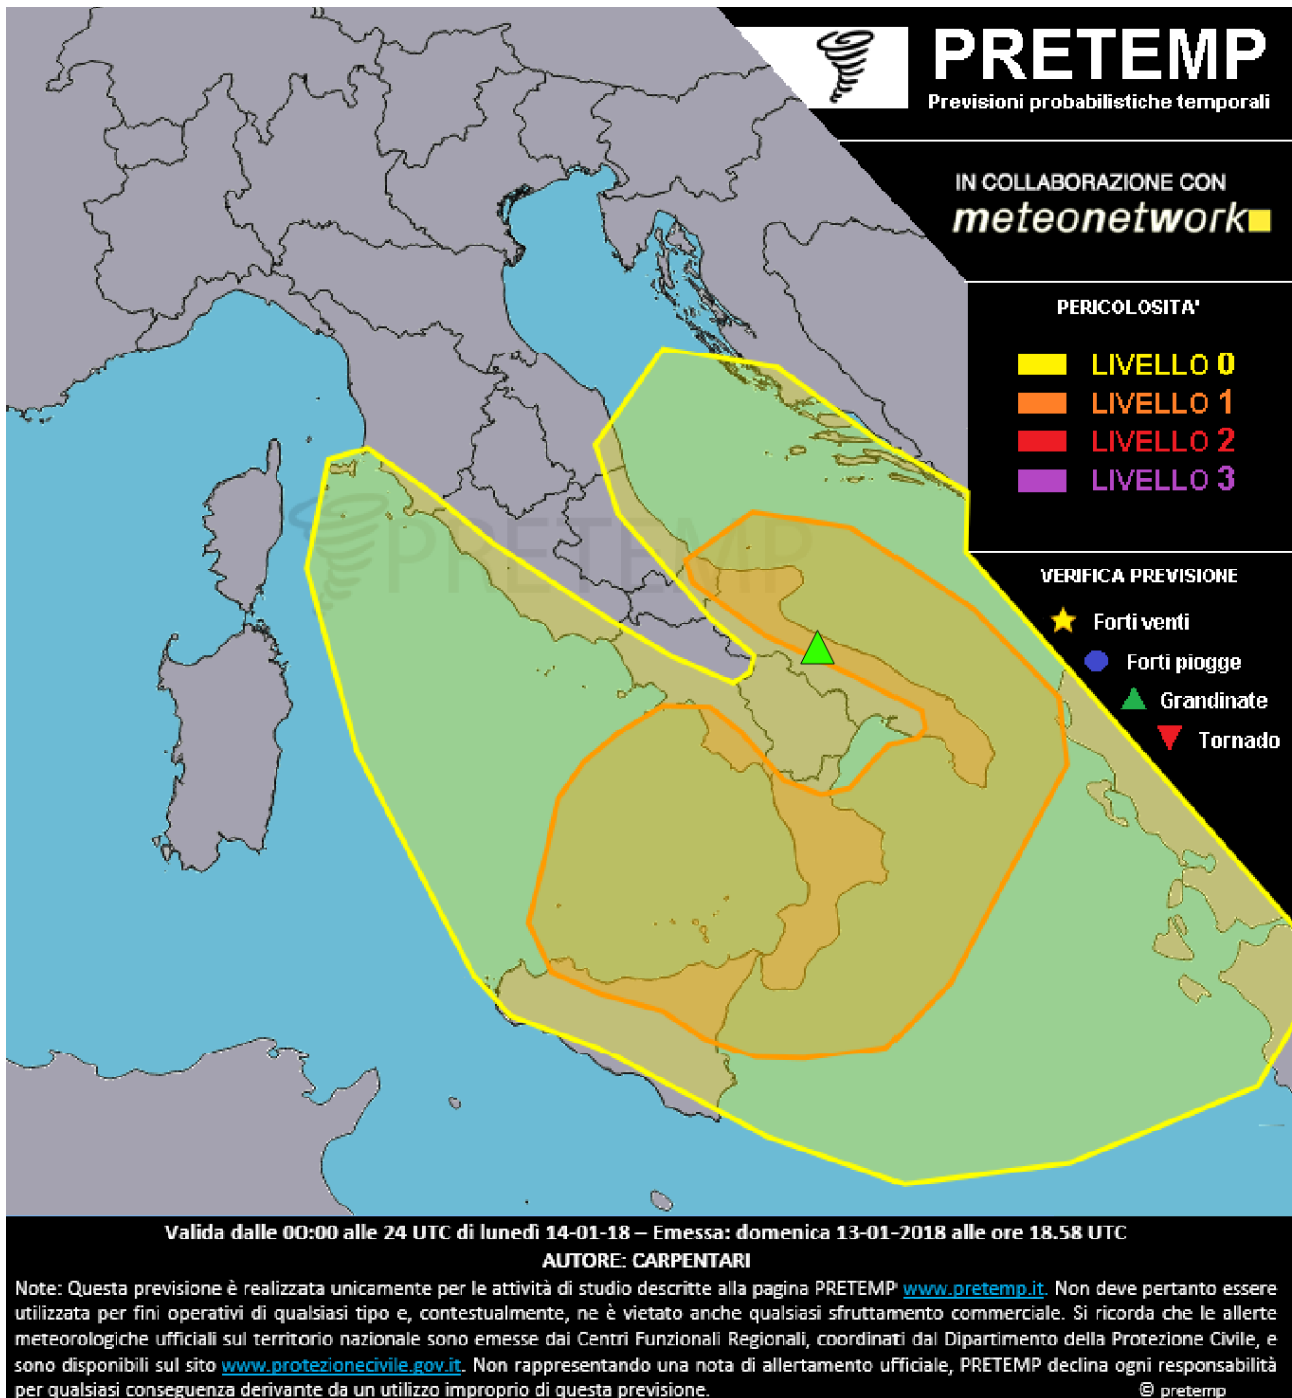 PRETEMP
Previsioni probabilistiche temporali
IN COLLABORAZIONE CON
meteonetwork
PERICOLOSITA'
LIVELLO 0
LIVELLO 1
LIVELLO 2
LIVELLO 3
VERIFICA PREVISIONE
Forti venti
Forti piogge
Grandinate
Tornado
PRETEMP
Valida dalle 00:00 alle 24 UTC di lunedì 14-01-18 – Emessa: domenica 13-01-2018 alle ore 18.58 UTC
AUTORE: CARPENTARI
Note: Questa previsione è realizzata unicamente per le attività di studio descritte alla pagina PRETEMP www.pretemp.it. Non deve pertanto essere
utilizzata per fini operativi di qualsiasi tipo e, contestualmente, ne è vietato anche qualsiasi sfruttamento commerciale. Si ricorda che le allerte
meteorologiche ufficiali sul territorio nazionale sono emesse dai Centri Funzionali Regionali, coordinati dal Dipartimento della Protezione Civile, e
sono disponibili sul sito www.protezionecivile.gov.it. Non rappresentando una nota di allertamento ufficiale, PRETEMP declina ogni responsabilità
per qualsiasi conseguenza derivante da un utilizzo improprio di questa previsione.
© pretemp